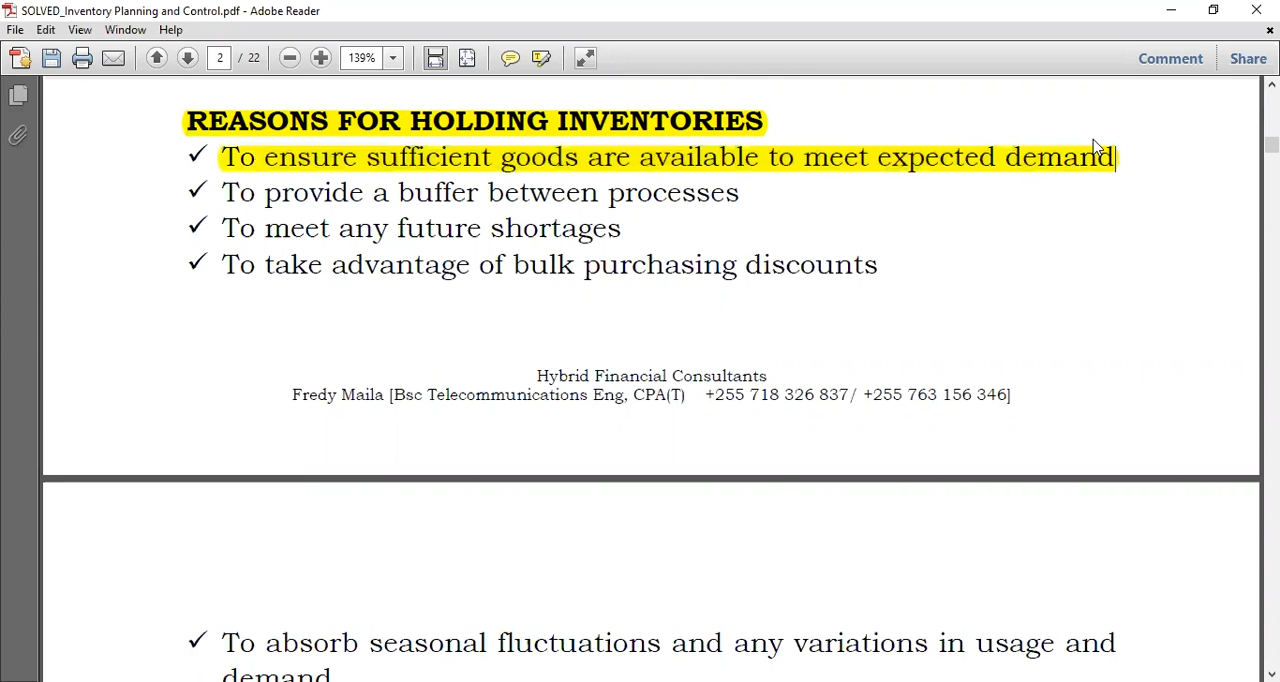 SOLVED_Inventory Planning and Control.pdf - Adobe Reader
File Edit View Window Help
2 / 22 139% Comment Share
REASONS FOR HOLDING INVENTORIES
✓ To ensure sufficient goods are available to meet expected demand
✓ To provide a buffer between processes
✓ To meet any future shortages
✓ To take advantage of bulk purchasing discounts
Hybrid Financial Consultants
Fredy Maila [Bsc Telecommunications Eng, CPA(T) +255 718 326 837/ +255 763 156 346]
✓ To absorb seasonal fluctuations and any variations in usage and
demand